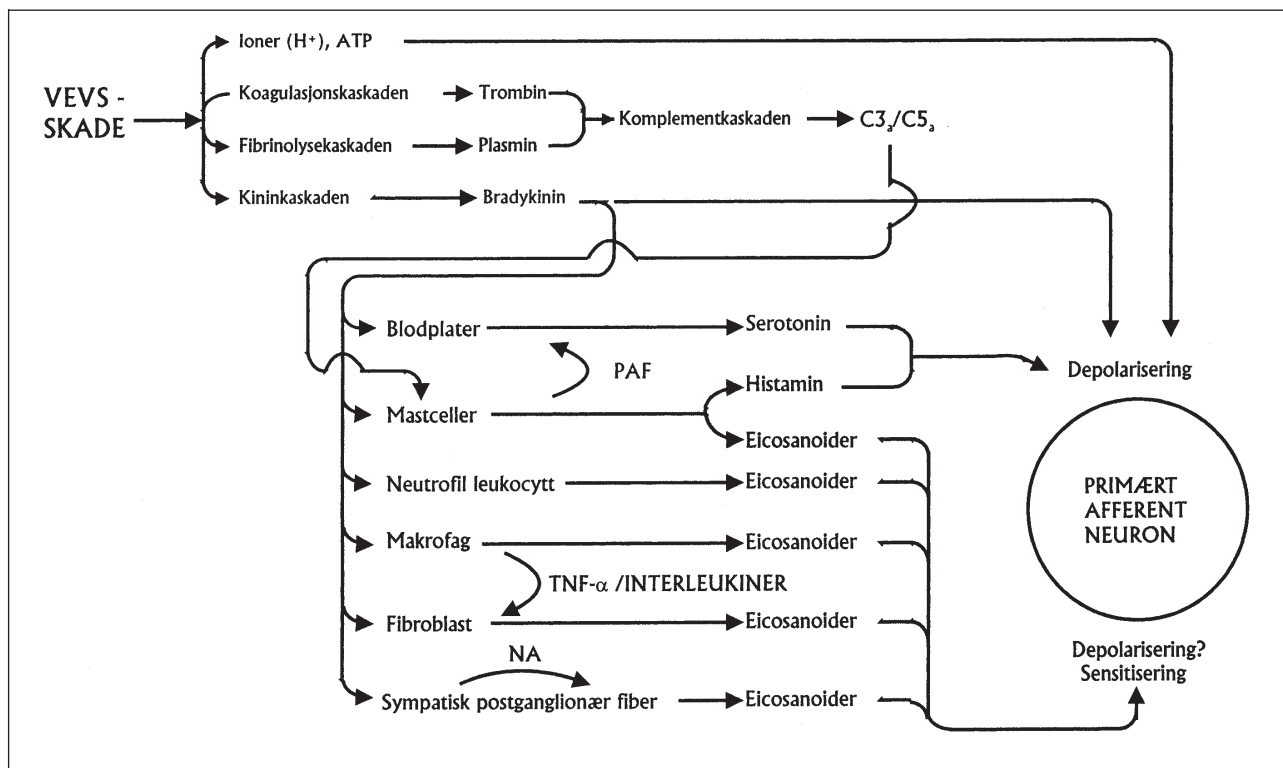 Ioner (H⁺), ATP
VEVS -
SKADE
Koagulasjonskaskaden
Trombin
Komplementkaskaden
C3ₐ/C5ₐ
Fibrinolysekaskaden
Plasmin
Kininkaskaden
Bradykinin
Blodplater
Serotonin
PAF
Histamin
Depolarisering
Mastceller
Eicosanoider
Neutrofil leukocytt
Eicosanoider
PRIMÆRT
AFFERENT
NEURON
Makrofag
Eicosanoider
TNF-α /INTERLEUKINER
Fibroblast
Eicosanoider
NA
Depolarisering?
Sensitisering
Sympatisk postganglionær fiber
Eicosanoider